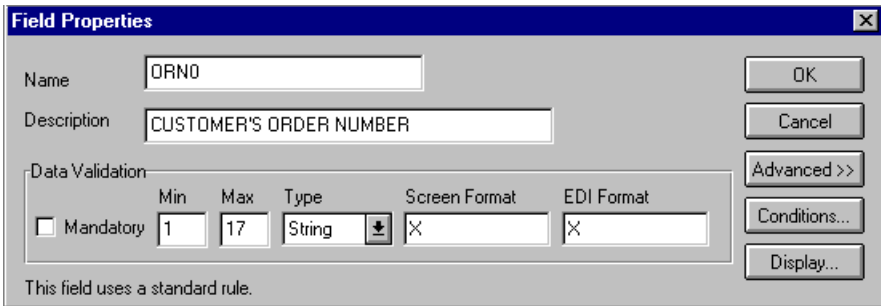 Field Properties
Name ORN0 OK
Description CUSTOMER'S ORDER NUMBER Cancel
Data Validation Advanced >>
Min Max Type Screen Format EDI Format
Mandatory 1 17 String X X Conditions...
Display...
This field uses a standard rule.